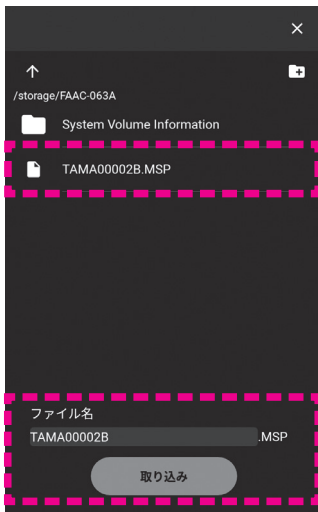 /storage/FAAC-063A
System Volume Information
TAMA00002B.MSP
ファイル名
TAMA00002B .MSP
取り込み